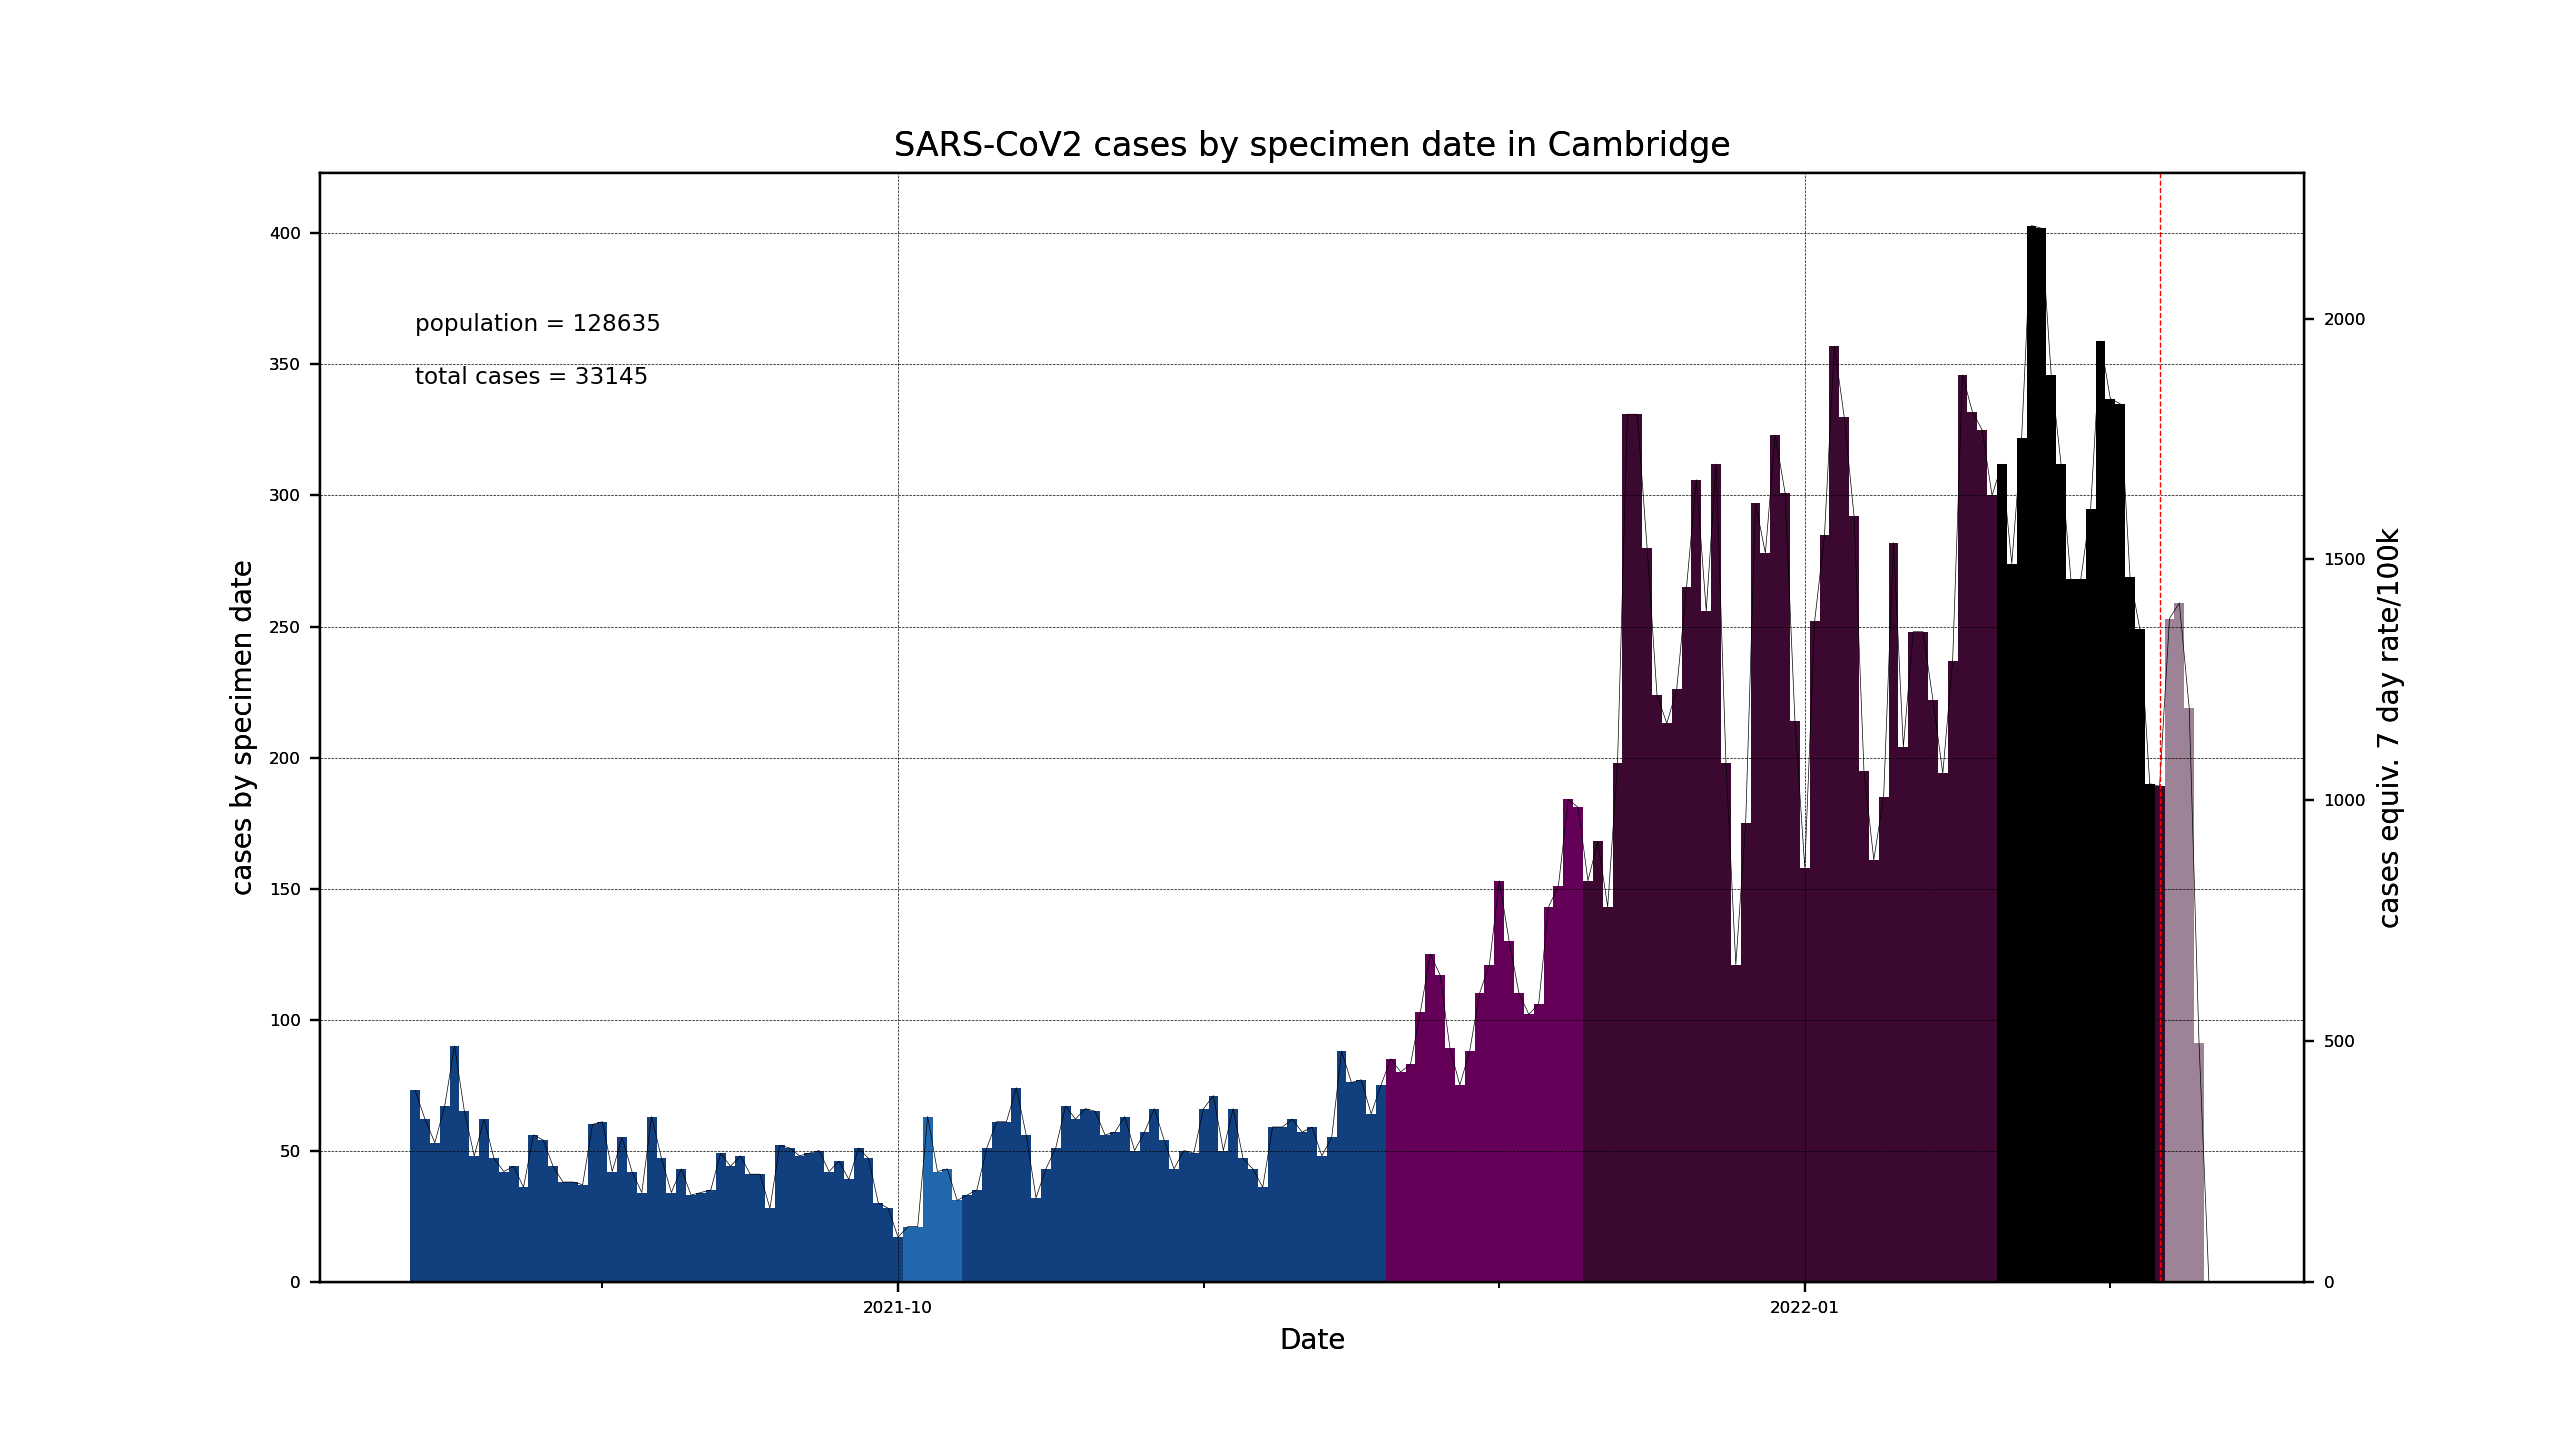 SARS-CoV2 cases by specimen date in Cambridge
population = 128635
total cases = 33145
cases by specimen date
400
350
300
250
200
150
100
50
0
2000
1500
1000
500
0
cases equiv. 7 day rate/100k
2021-10
2022-01
Date